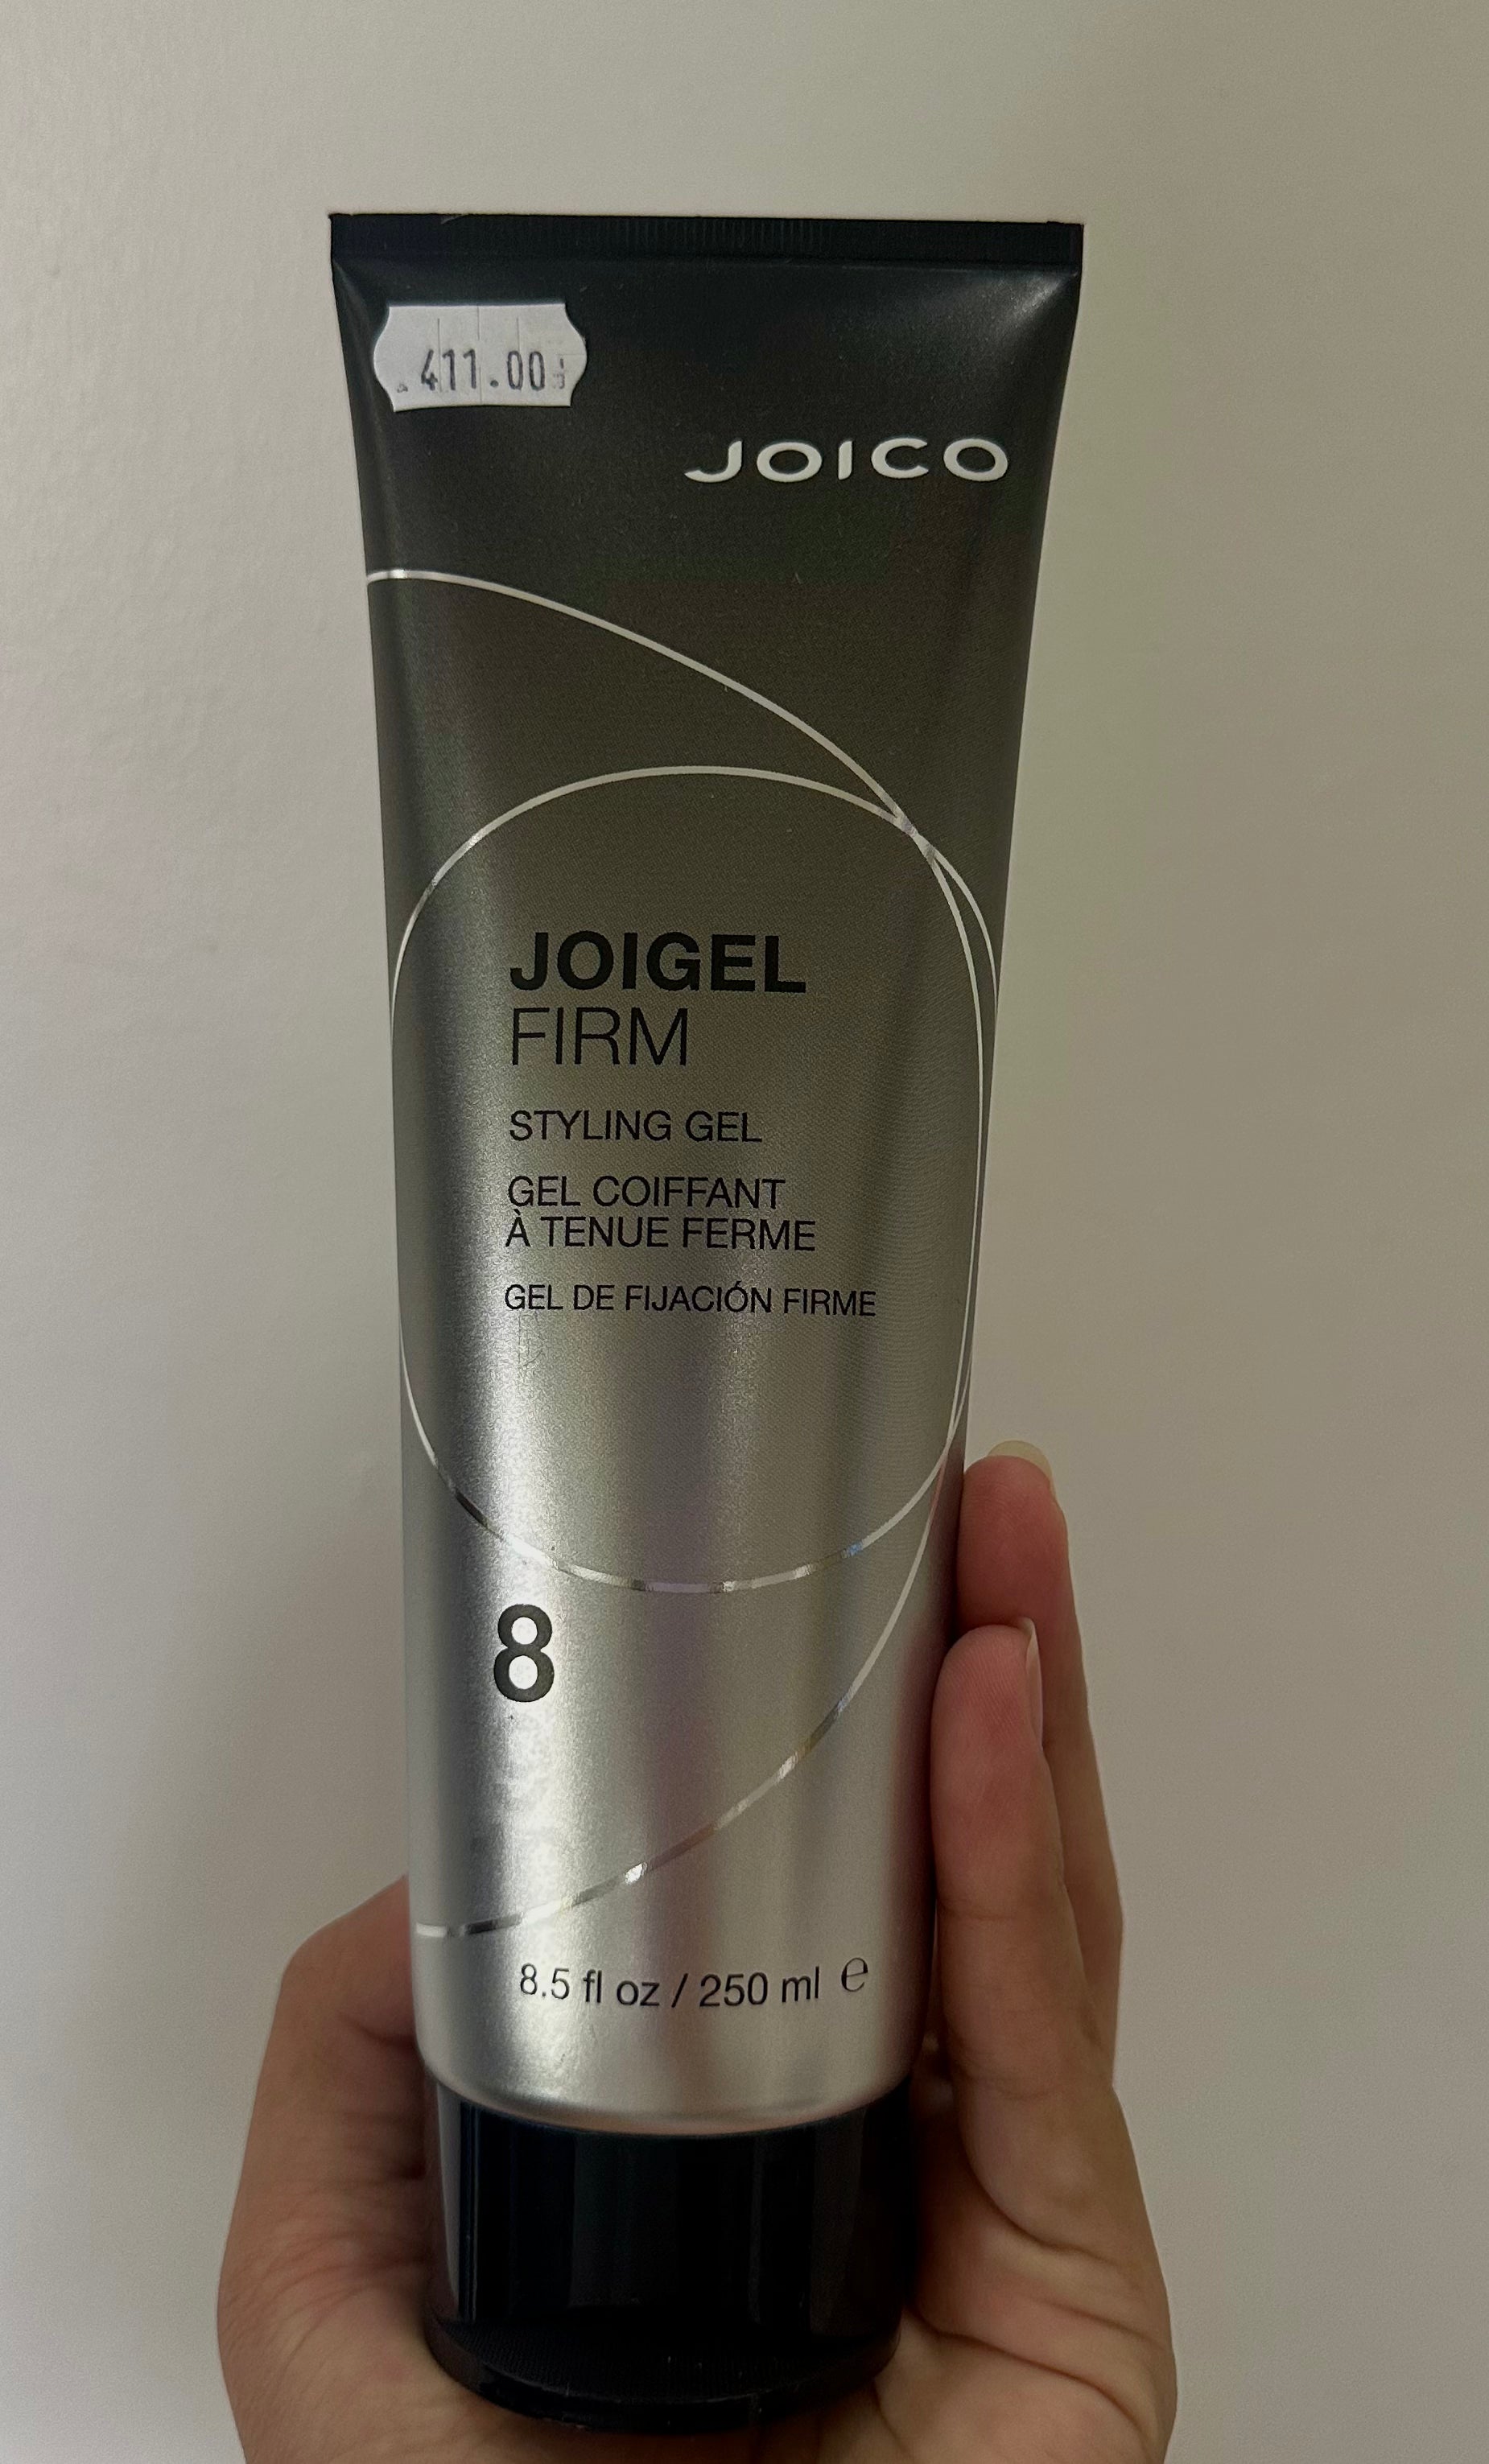 411.00
JOICO
JOIGEL
FIRM
STYLING GEL
GEL COIFFANT
À TENUE FERME
GEL DE FIJACIÓN FIRME
8
8.5 fl oz / 250 ml ℮